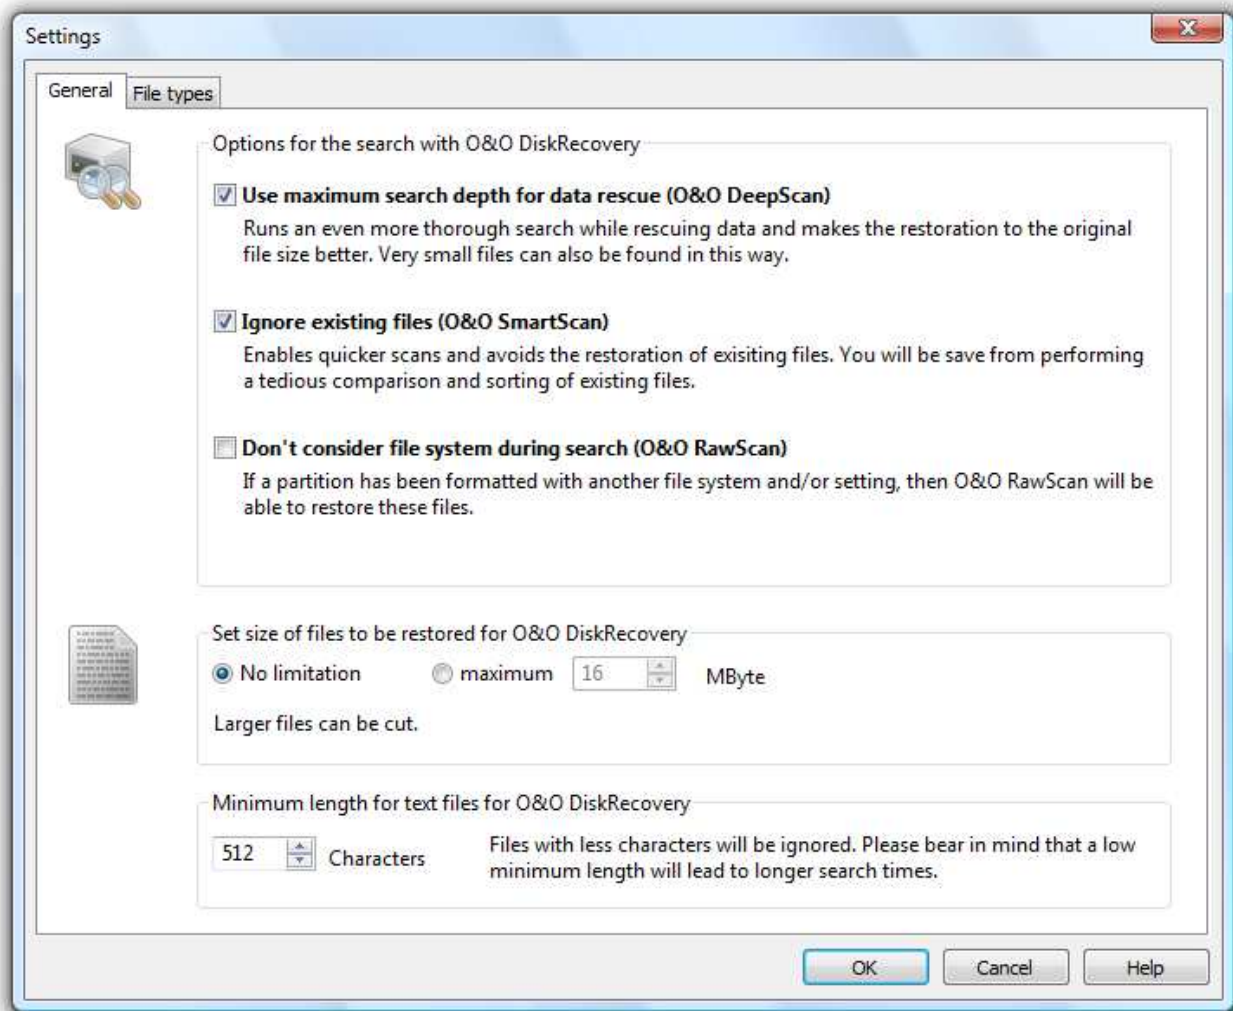 Settings
General
File types
Options for the search with O&O DiskRecovery
Use maximum search depth for data rescue (O&O DeepScan)
Runs an even more thorough search while rescuing data and makes the restoration to the original
file size better. Very small files can also be found in this way.
Ignore existing files (O&O SmartScan)
Enables quicker scans and avoids the restoration of exisiting files. You will be save from performing
a tedious comparison and sorting of existing files.
Don't consider file system during search (O&O RawScan)
If a partition has been formatted with another file system and/or setting, then O&O RawScan will be
able to restore these files.
Set size of files to be restored for O&O DiskRecovery
No limitation maximum 16 MByte
Larger files can be cut.
Minimum length for text files for O&O DiskRecovery
512 Characters
Files with less characters will be ignored. Please bear in mind that a low
minimum length will lead to longer search times.
OK Cancel Help